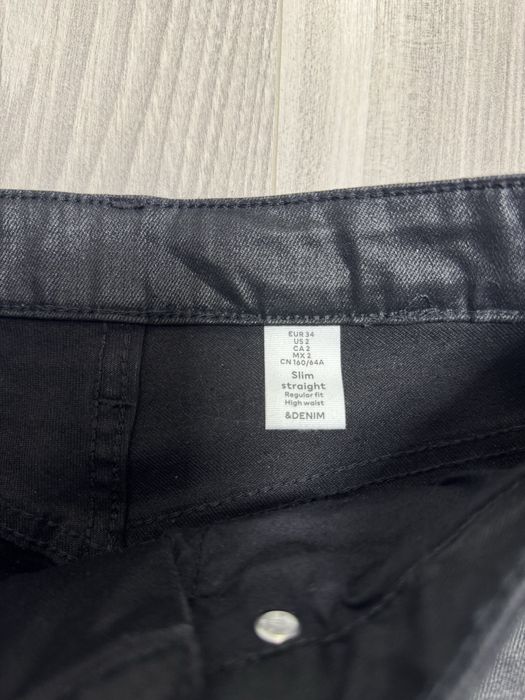 EUR 34
US 2
CA 2
MX 2
CN 160/64A
Slim
straight
Regular fit
High waist
&DENIM